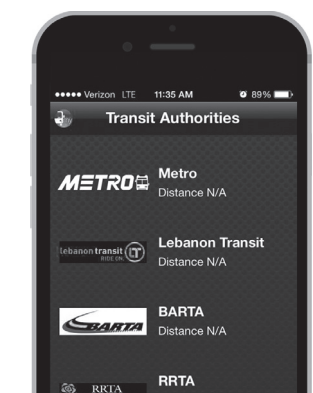 Verizon LTE 11:35 AM 89%
Transit Authorities
METRO
Metro
Distance N/A
lebanon transit LT
RIDE ON.
Lebanon Transit
Distance N/A
BARTA
BARTA
Distance N/A
RRTA
RRTA